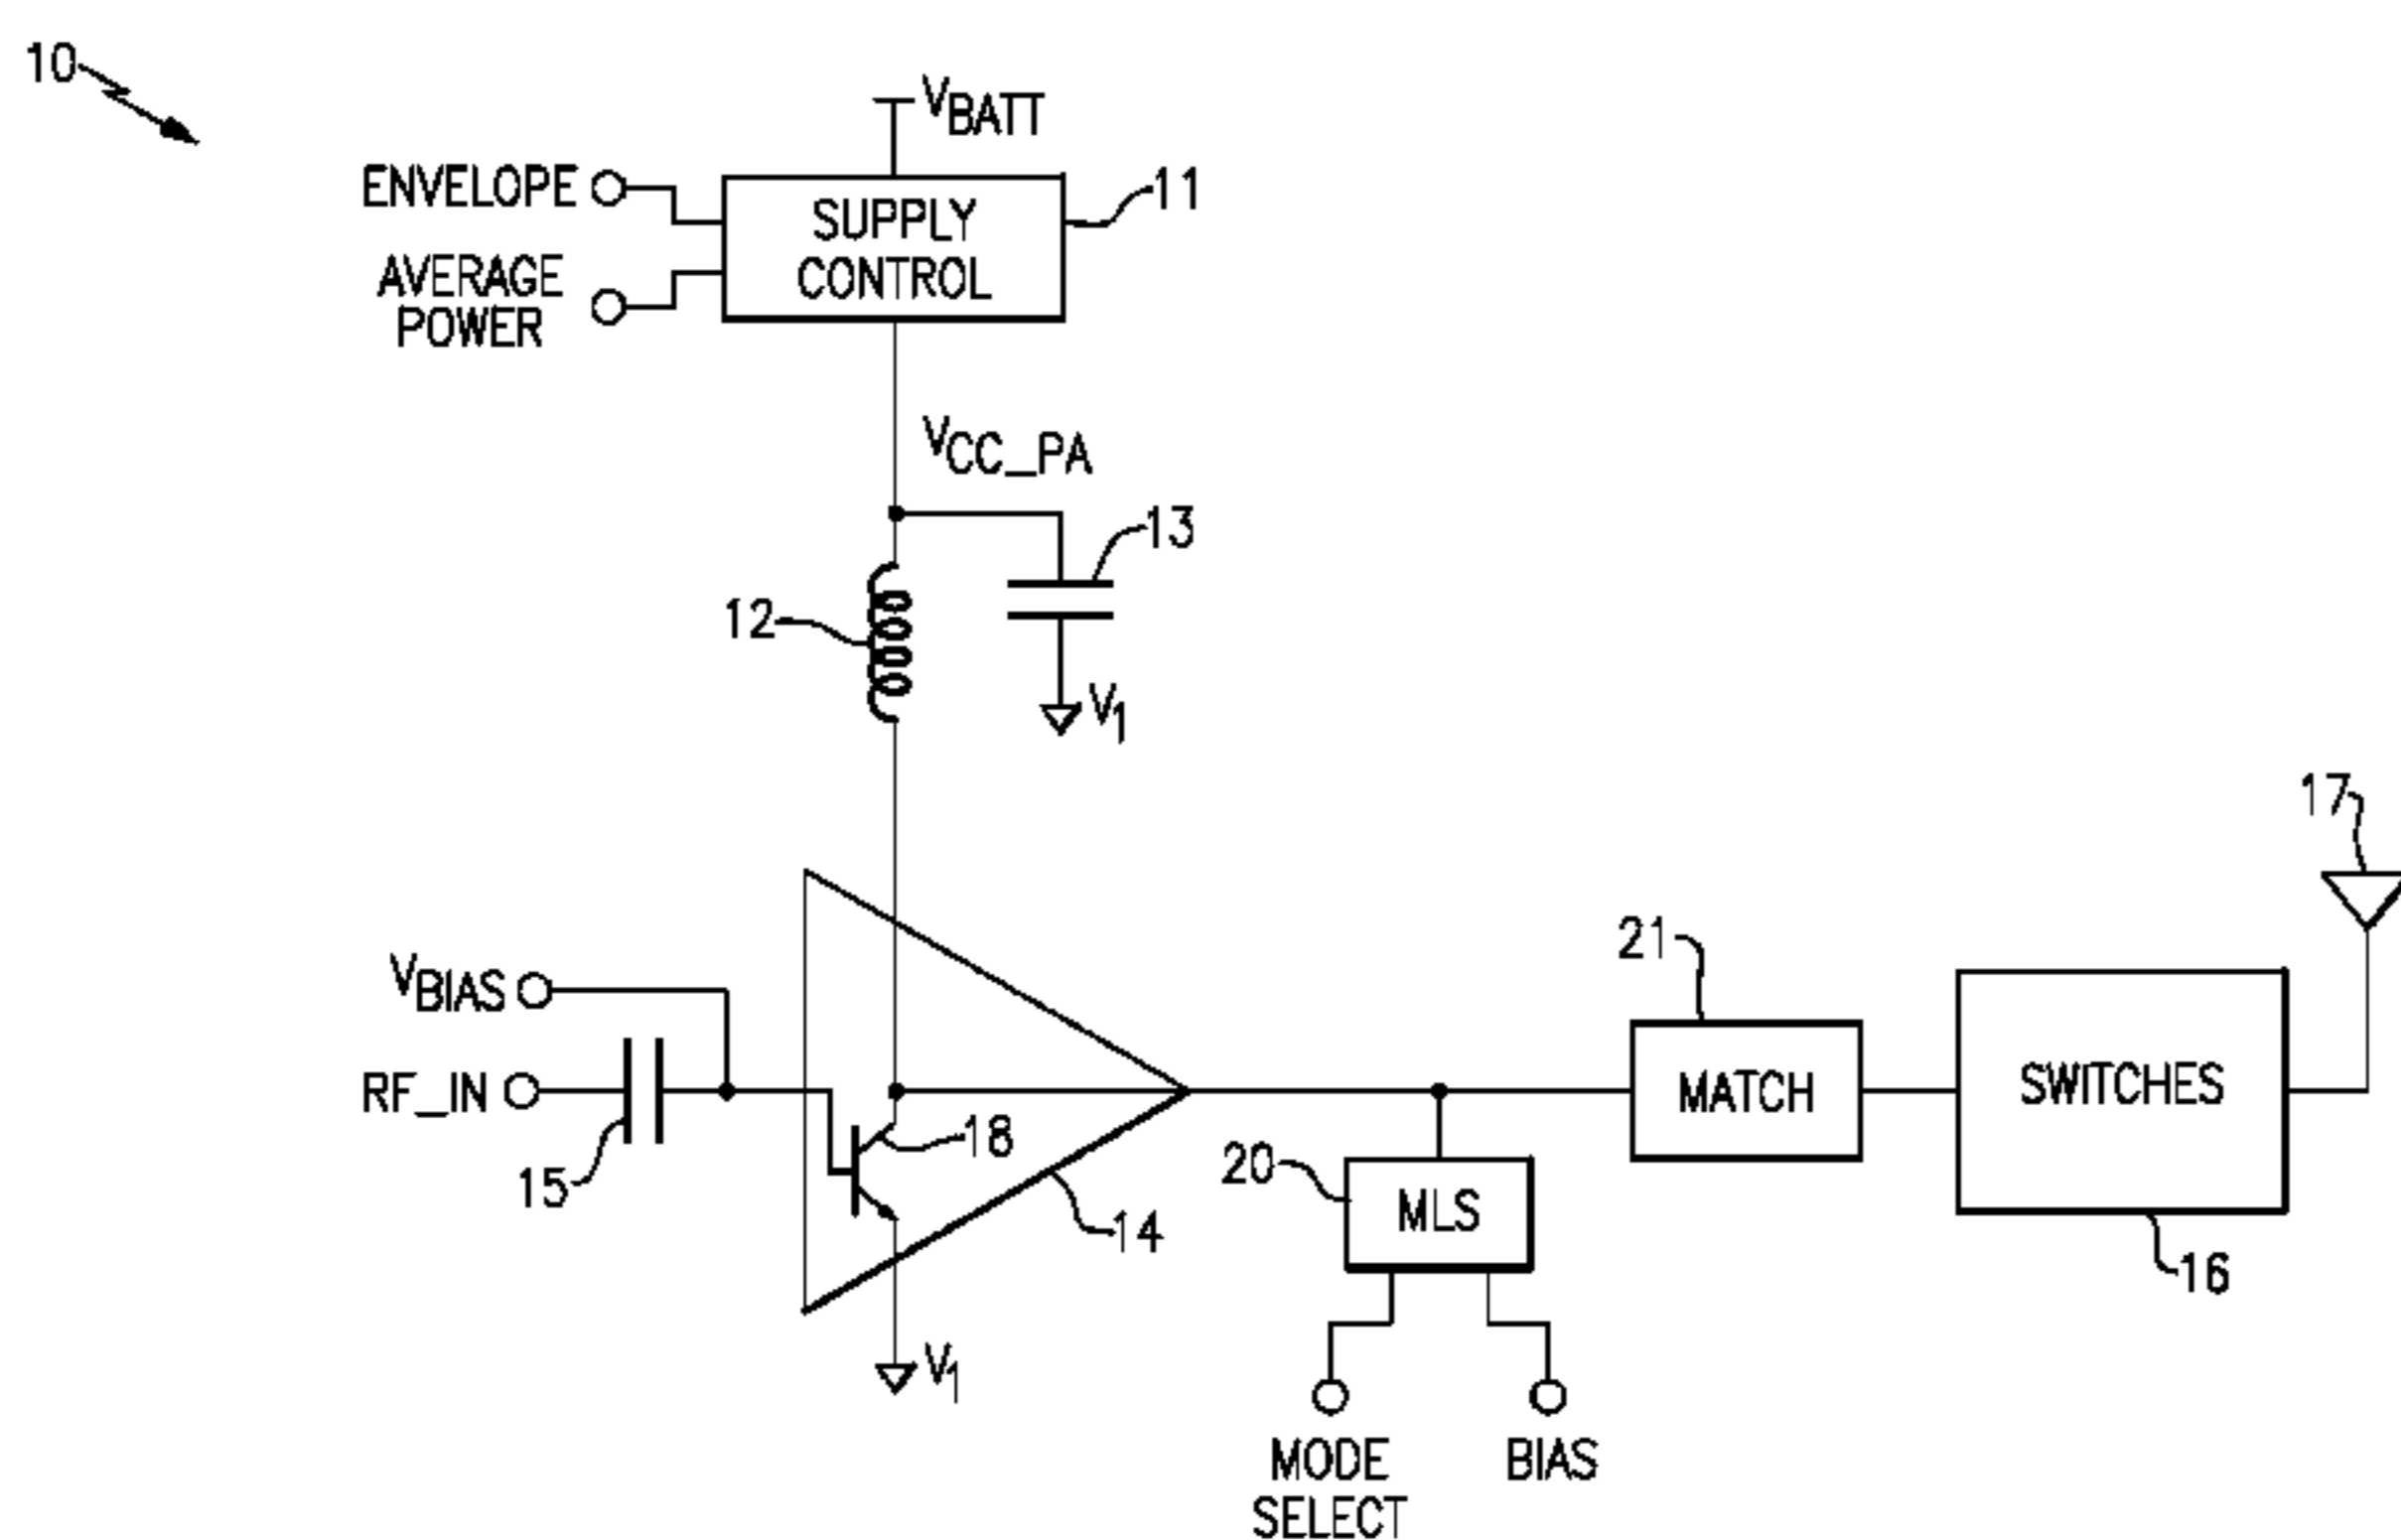 10
VBATT
ENVELOPE
SUPPLY
CONTROL
11
AVERAGE
POWER
VCC_PA
13
12
V1
17
21
VBIAS
RF_IN
MATCH
SWITCHES
18
15
20
MLS
14
16
V1
MODE
SELECT
BIAS